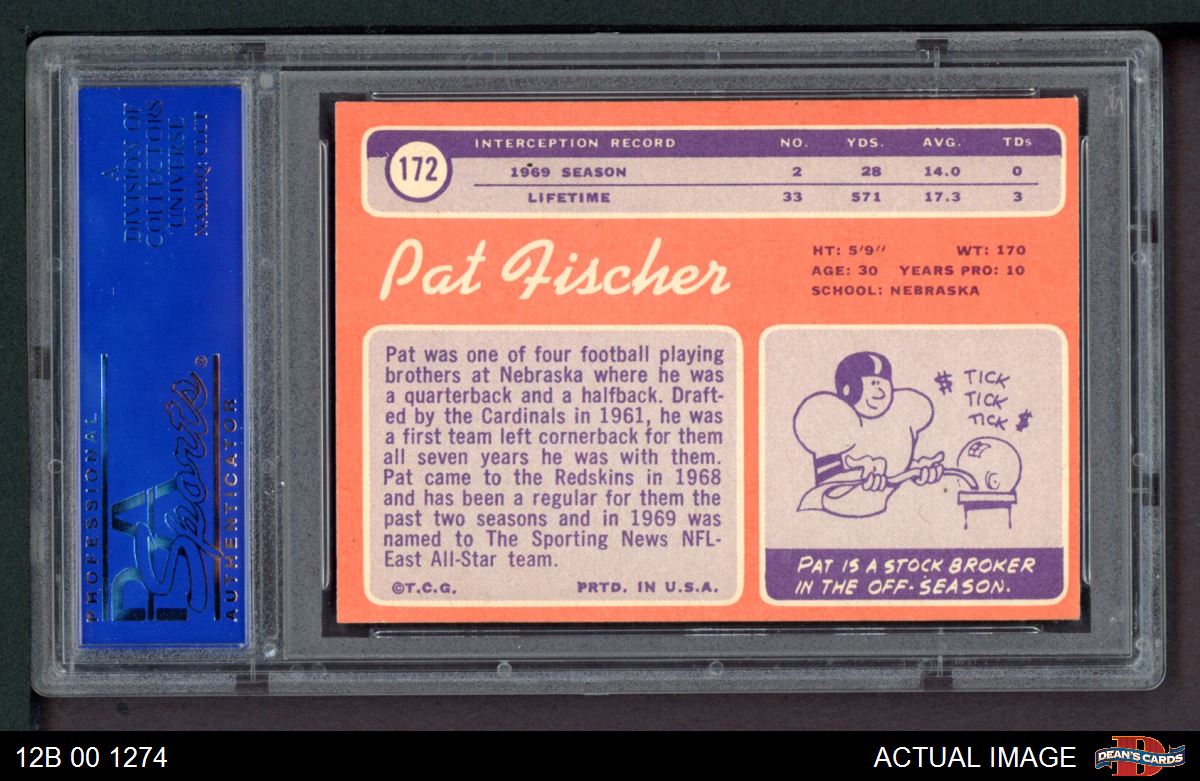 A
DIVISION OF
COLLECTORS
UNIVERSE
NASDAQ: CLCT
PROFESSIONAL
PSA
Sports®
AUTHENTICATOR
172
INTERCEPTION RECORD NO. YDS. AVG. TDs
1969 SEASON 2 28 14.0 0
LIFETIME 33 571 17.3 3
Pat Fischer
HT: 5'9" WT: 170
AGE: 30 YEARS PRO: 10
SCHOOL: NEBRASKA
Pat was one of four football playing
brothers at Nebraska where he was
a quarterback and a halfback. Draft-
ed by the Cardinals in 1961, he was
a first team left cornerback for them
all seven years he was with them.
Pat came to the Redskins in 1968
and has been a regular for them the
past two seasons and in 1969 was
named to The Sporting News NFL-
East All-Star team.
©T.C.G. PRTD. IN U.S.A.
$ TICK
TICK
TICK $
PAT IS A STOCK BROKER
IN THE OFF-SEASON.
12B 00 1274
ACTUAL IMAGE
D
DEAN'S CARDS